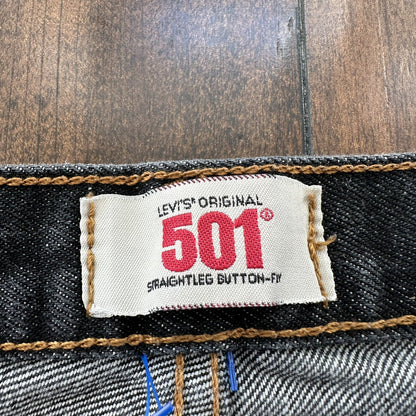 LEVI'S® ORIGINAL
501®
STRAIGHTLEG BUTTON-FLY